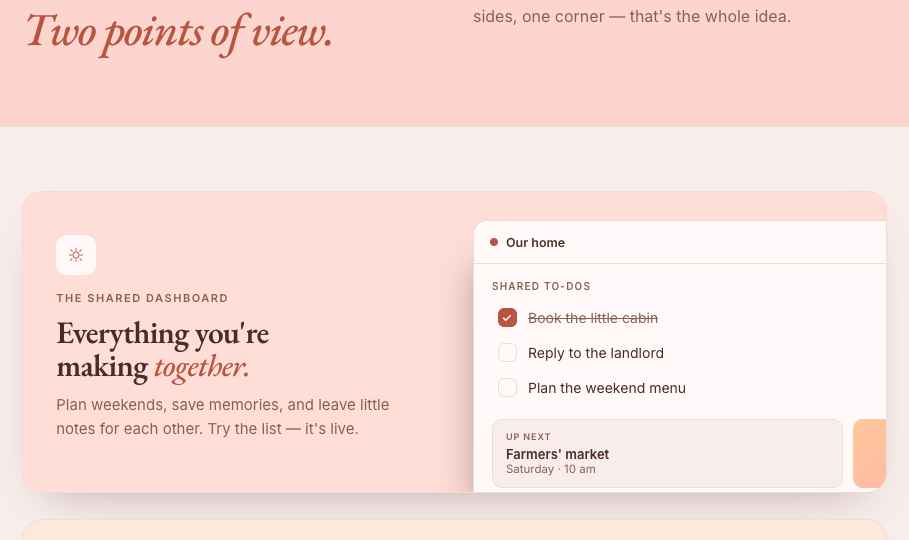 Two points of view.
sides, one corner — that's the whole idea.
THE SHARED DASHBOARD
Everything you're
making together.
Plan weekends, save memories, and leave little
notes for each other. Try the list — it's live.
Our home
SHARED TO-DOS
Book the little cabin
Reply to the landlord
Plan the weekend menu
UP NEXT
Farmers' market
Saturday · 10 am